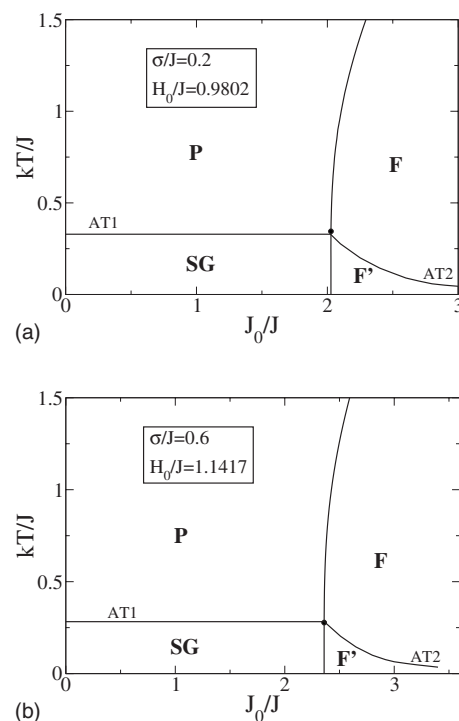 1.5
σ/J=0.2
H₀/J=0.9802
1
P
kT/J
F
0.5
AT1
SG
F'
AT2
0
0 1 2 3
(a)
J₀/J
1.5
σ/J=0.6
H₀/J=1.1417
1
P
kT/J
F
0.5
AT1
SG
F'
AT2
0
0 1 2 3
(b)
J₀/J